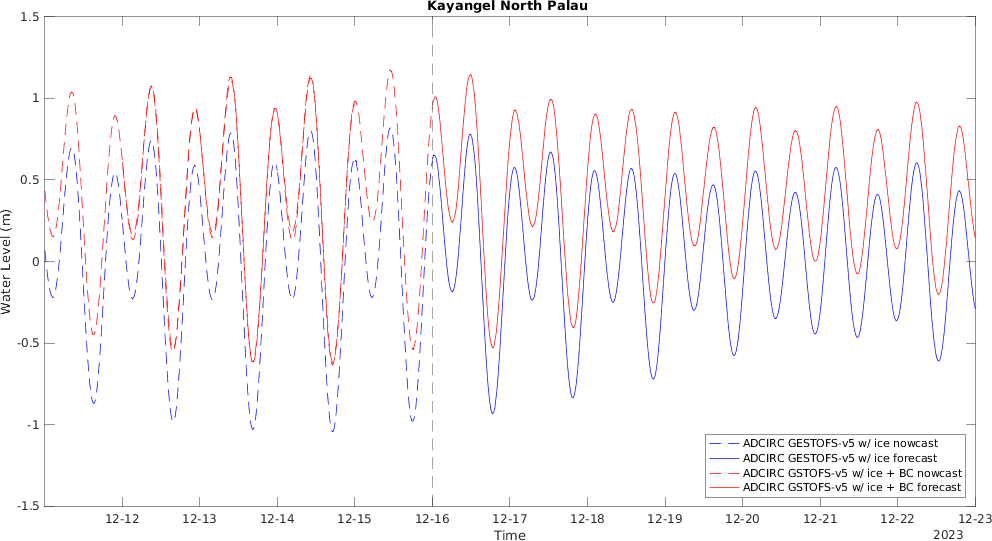 Kayangel North Palau
1.5
1
0.5
0
-0.5
-1
-1.5
Water Level (m)
ADCIRC GESTOFS-v5 w/ ice nowcast
ADCIRC GESTOFS-v5 w/ ice forecast
ADCIRC GSTOFS-v5 w/ ice + BC nowcast
ADCIRC GSTOFS-v5 w/ ice + BC forecast
12-12 12-13 12-14 12-15 12-16 12-17 12-18 12-19 12-20 12-21 12-22 12-23
Time
2023